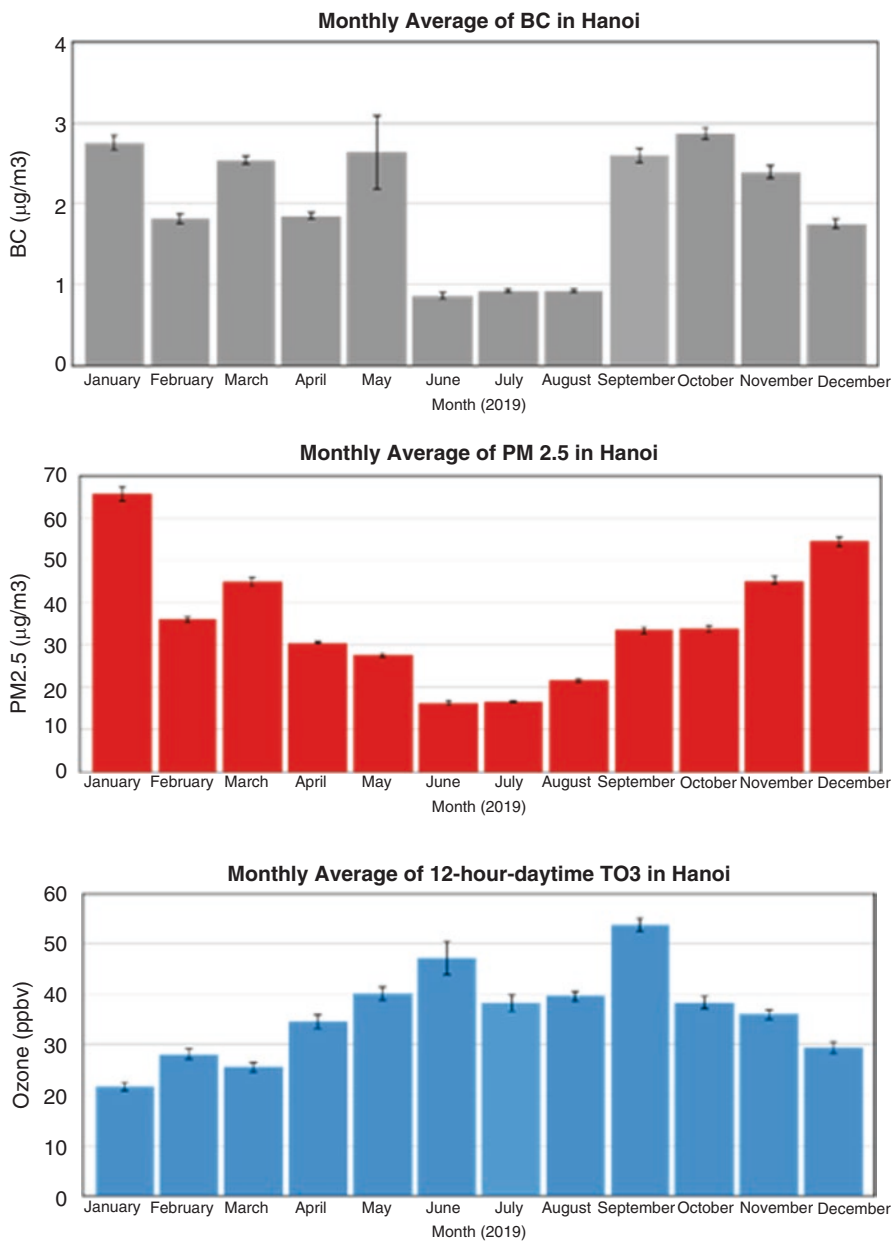 Monthly Average of BC in Hanoi
4
3
2
1
0
BC (μg/m3)
January February March April May June July August September October November December
Month (2019)
Monthly Average of PM 2.5 in Hanoi
70
60
50
40
30
20
10
0
PM2.5 (μg/m3)
January February March April May June July August September October November December
Month (2019)
Monthly Average of 12-hour-daytime TO3 in Hanoi
60
50
40
30
20
10
0
Ozone (ppbv)
January February March April May June July August September October November December
Month (2019)